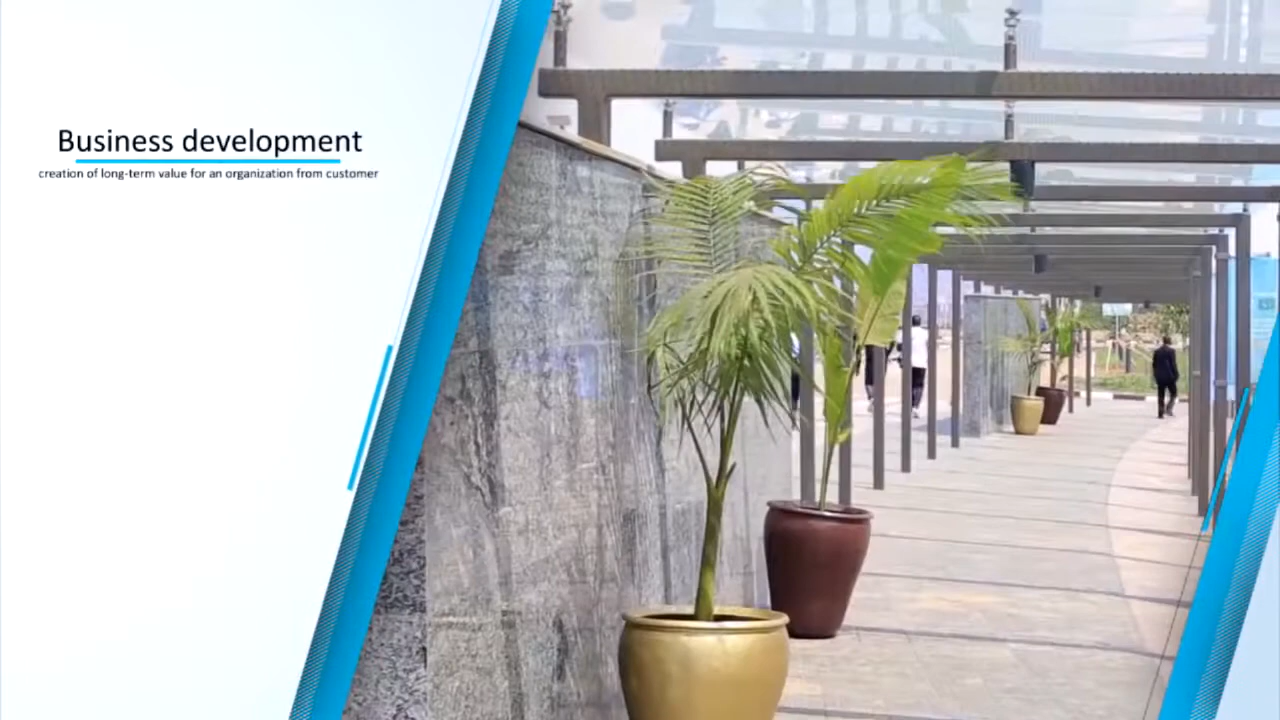 Business development
creation of long-term value for an organization from customer